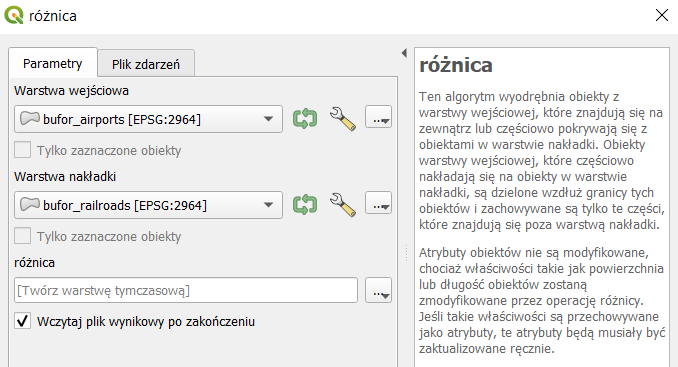 różnica
Parametry
Plik zdarzeń
Warstwa wejściowa
bufor_airports [EPSG:2964]
...
Tylko zaznaczone obiekty
Warstwa nakładki
bufor_railroads [EPSG:2964]
...
Tylko zaznaczone obiekty
różnica
[Twórz warstwę tymczasową]
...
Wczytaj plik wynikowy po zakończeniu
różnica
Ten algorytm wyodrębnia obiekty z
warstwy wejściowej, które znajdują się na
zewnątrz lub częściowo pokrywają się z
obiektami w warstwie nakładki. Obiekty
warstwy wejściowej, które częściowo
nakładają się na obiekty w warstwie
nakładki, są dzielone wzdłuż granicy tych
obiektów i zachowywane są tylko te części,
które znajdują się poza warstwą nakładki.
Atrybuty obiektów nie są modyfikowane,
chociaż właściwości takie jak powierzchnia
lub długość obiektów zostaną
zmodyfikowane przez operację różnicy.
Jeśli takie właściwości są przechowywane
jako atrybuty, te atrybuty będą musiały być
zaktualizowane ręcznie.